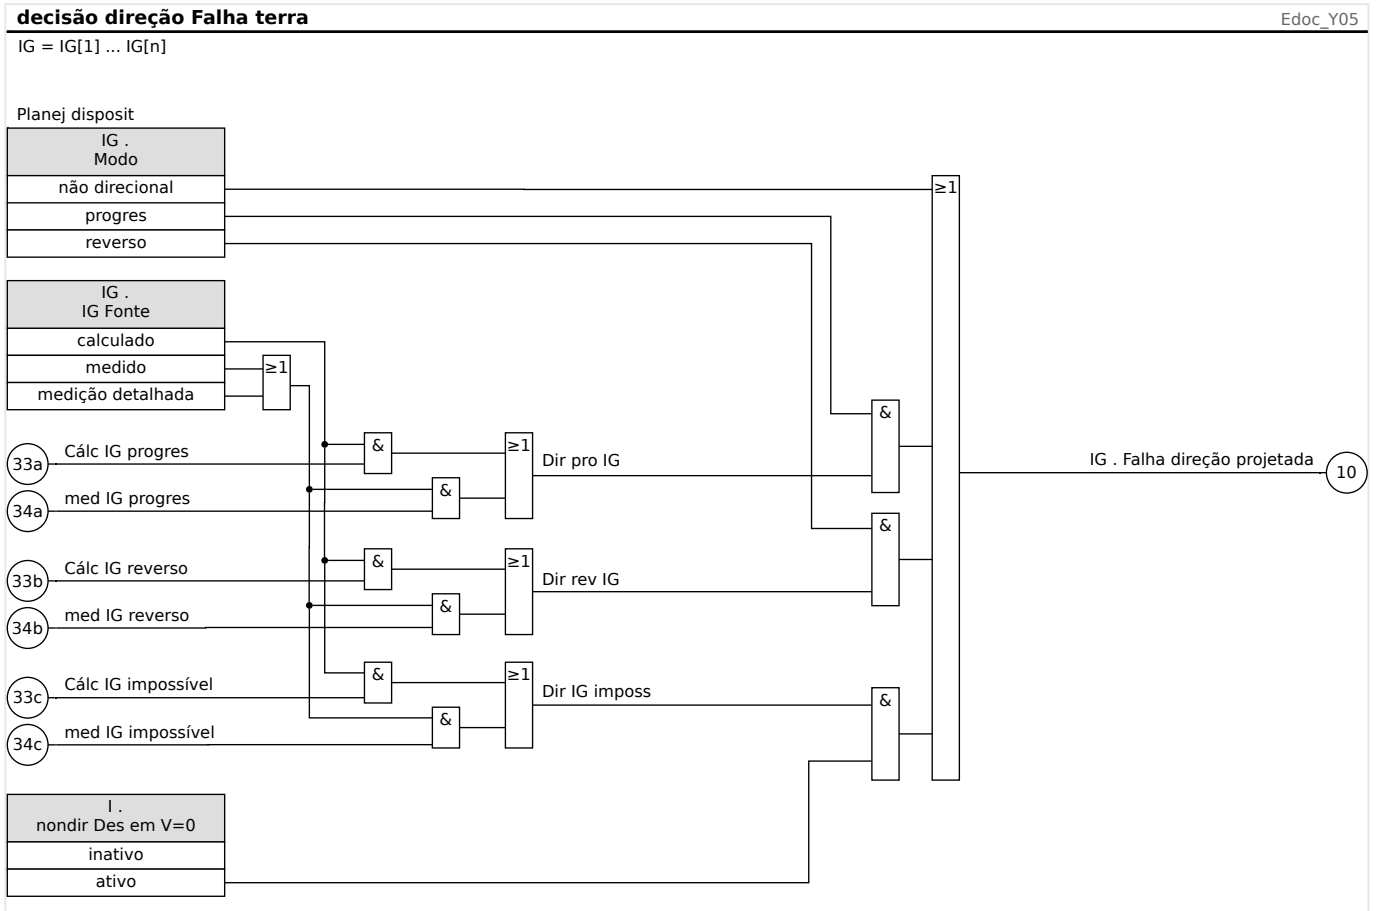 decisão direção Falha terra
Edoc_Y05
IG = IG[1] ... IG[n]
Planej disposit
IG .
Modo
não direcional
progres
reverso
≥1
IG .
IG Fonte
calculado
medido
medição detalhada
≥1
&
33a
Cálc IG progres
&
≥1
Dir pro IG
34a
med IG progres
&
IG . Falha direção projetada
10
&
33b
Cálc IG reverso
&
≥1
Dir rev IG
34b
med IG reverso
&
33c
Cálc IG impossível
&
≥1
Dir IG imposs
&
34c
med IG impossível
&
I .
nondir Des em V=0
inativo
ativo